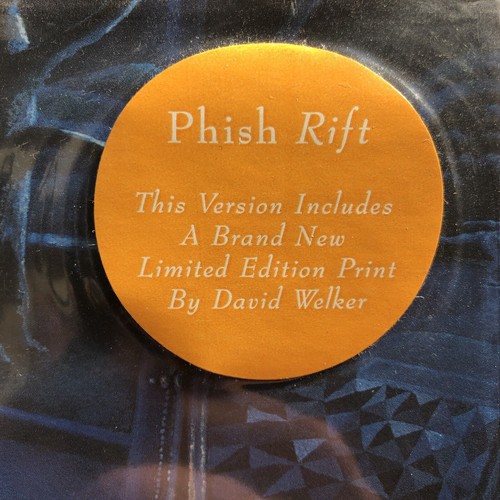 Phish Rift
This Version Includes
A Brand New
Limited Edition Print
By David Welker